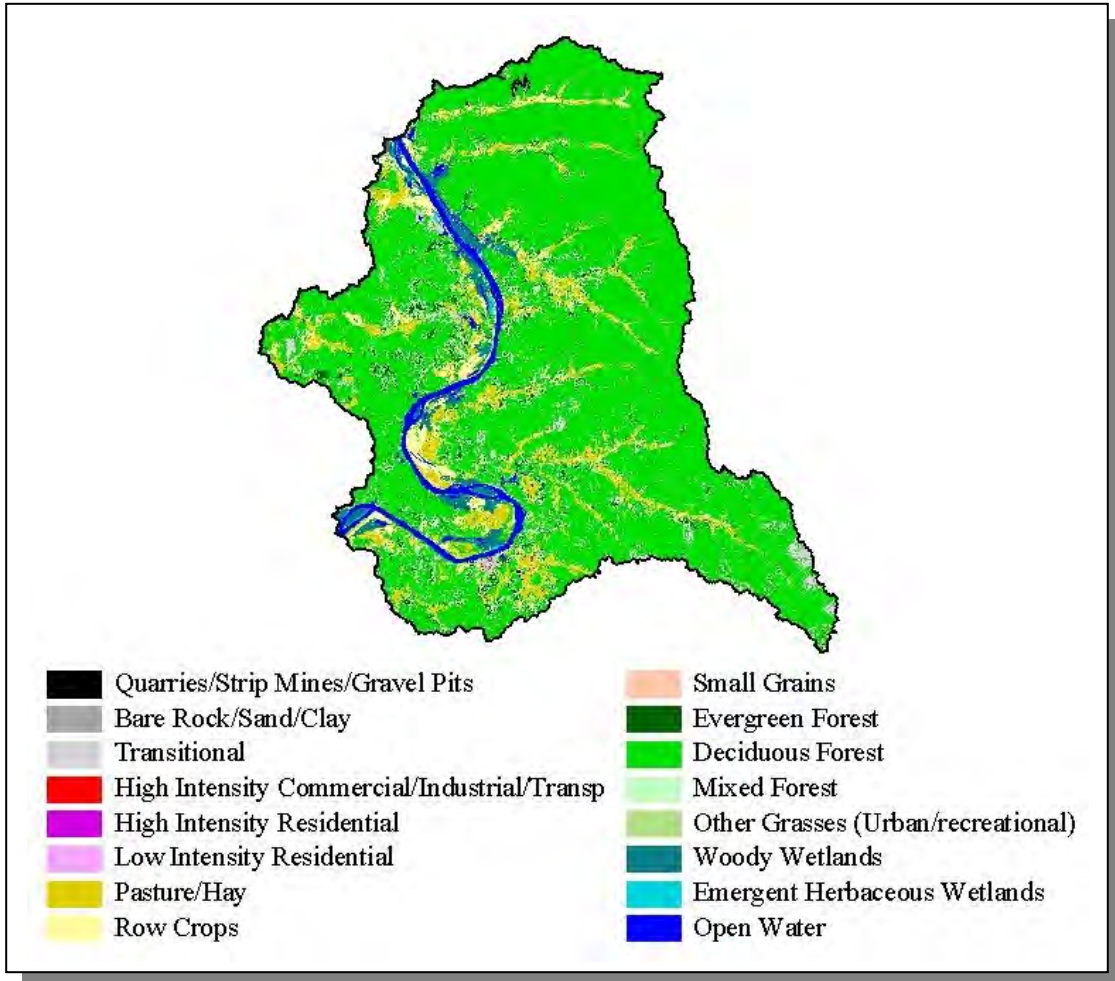 Quarries/Strip Mines/Gravel Pits
Bare Rock/Sand/Clay
Transitional
High Intensity Commercial/Industrial/Transp
High Intensity Residential
Low Intensity Residential
Pasture/Hay
Row Crops
Small Grains
Evergreen Forest
Deciduous Forest
Mixed Forest
Other Grasses (Urban/recreational)
Woody Wetlands
Emergent Herbaceous Wetlands
Open Water